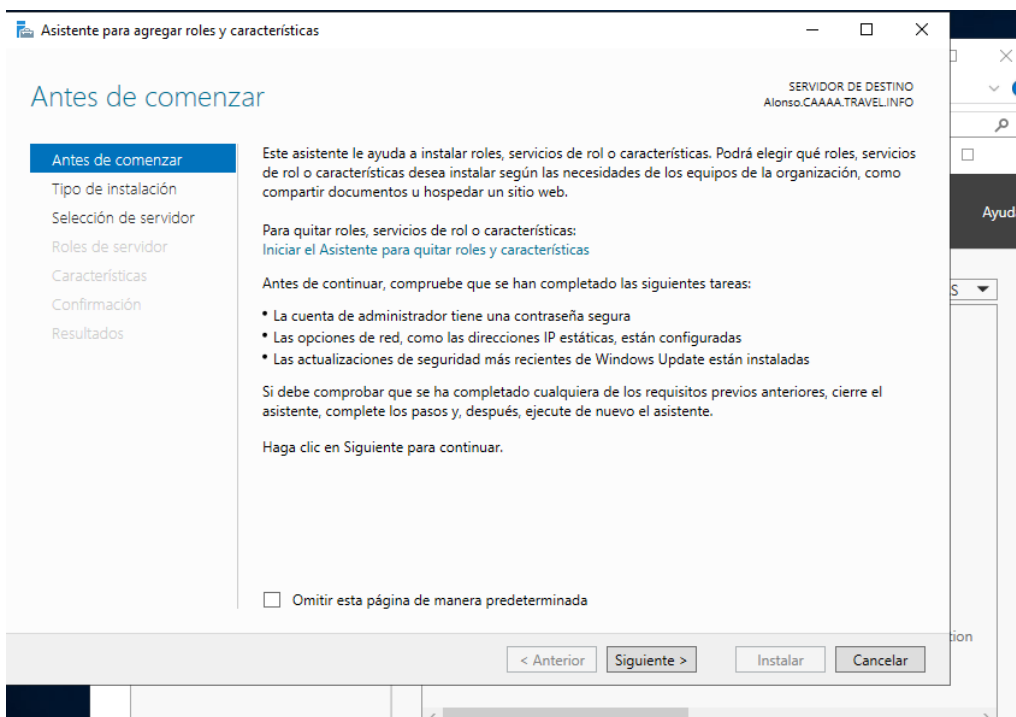 Asistente para agregar roles y características
Antes de comenzar
SERVIDOR DE DESTINO
Alonso.CAAAA.TRAVEL.INFO
Antes de comenzar
Tipo de instalación
Selección de servidor
Roles de servidor
Características
Confirmación
Resultados
Este asistente le ayuda a instalar roles, servicios de rol o características. Podrá elegir qué roles, servicios
de rol o características desea instalar según las necesidades de los equipos de la organización, como
compartir documentos u hospedar un sitio web.
Para quitar roles, servicios de rol o características:
Iniciar el Asistente para quitar roles y características
Antes de continuar, compruebe que se han completado las siguientes tareas:
• La cuenta de administrador tiene una contraseña segura
• Las opciones de red, como las direcciones IP estáticas, están configuradas
• Las actualizaciones de seguridad más recientes de Windows Update están instaladas
Si debe comprobar que se ha completado cualquiera de los requisitos previos anteriores, cierre el
asistente, complete los pasos y, después, ejecute de nuevo el asistente.
Haga clic en Siguiente para continuar.
Omitir esta página de manera predeterminada
< Anterior
Siguiente >
Instalar
Cancelar
Ayud
S
tion